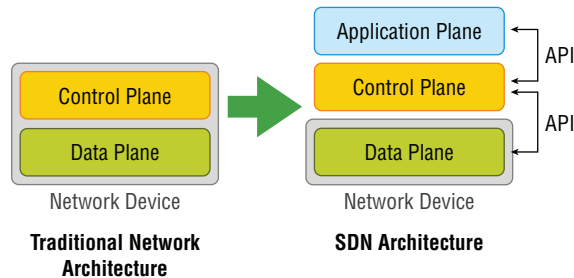 Application Plane
API
Control Plane
Control Plane
API
Data Plane
Data Plane
Network Device
Network Device
Traditional Network
Architecture
SDN Architecture